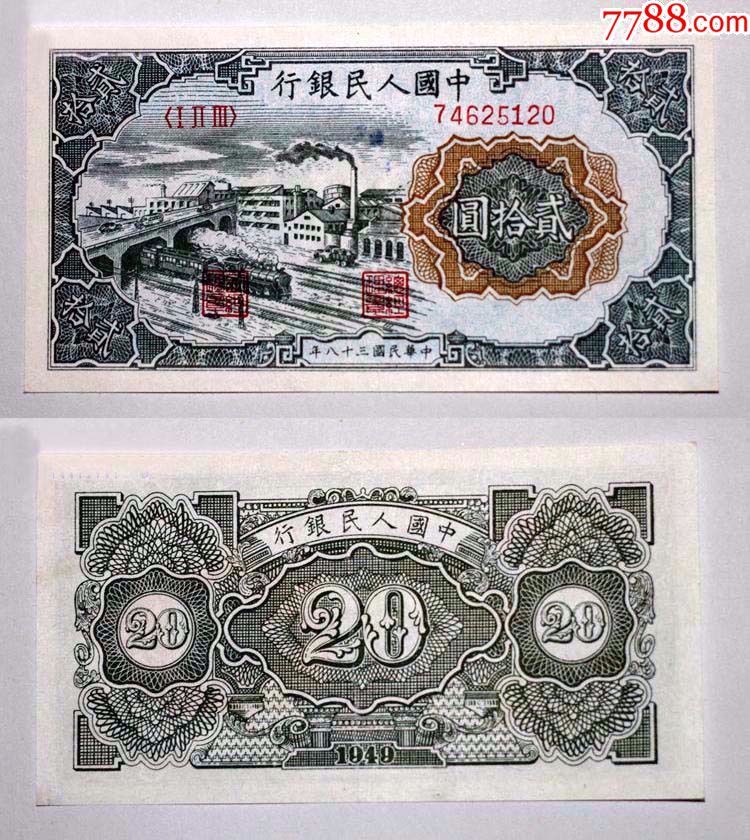 7788.com
中國人民銀行
貳拾
貳拾
〈I II III〉
74625120
貳拾圓
貳拾
貳拾
中華民國三十八年
中國人民銀行
20
20
20
1949